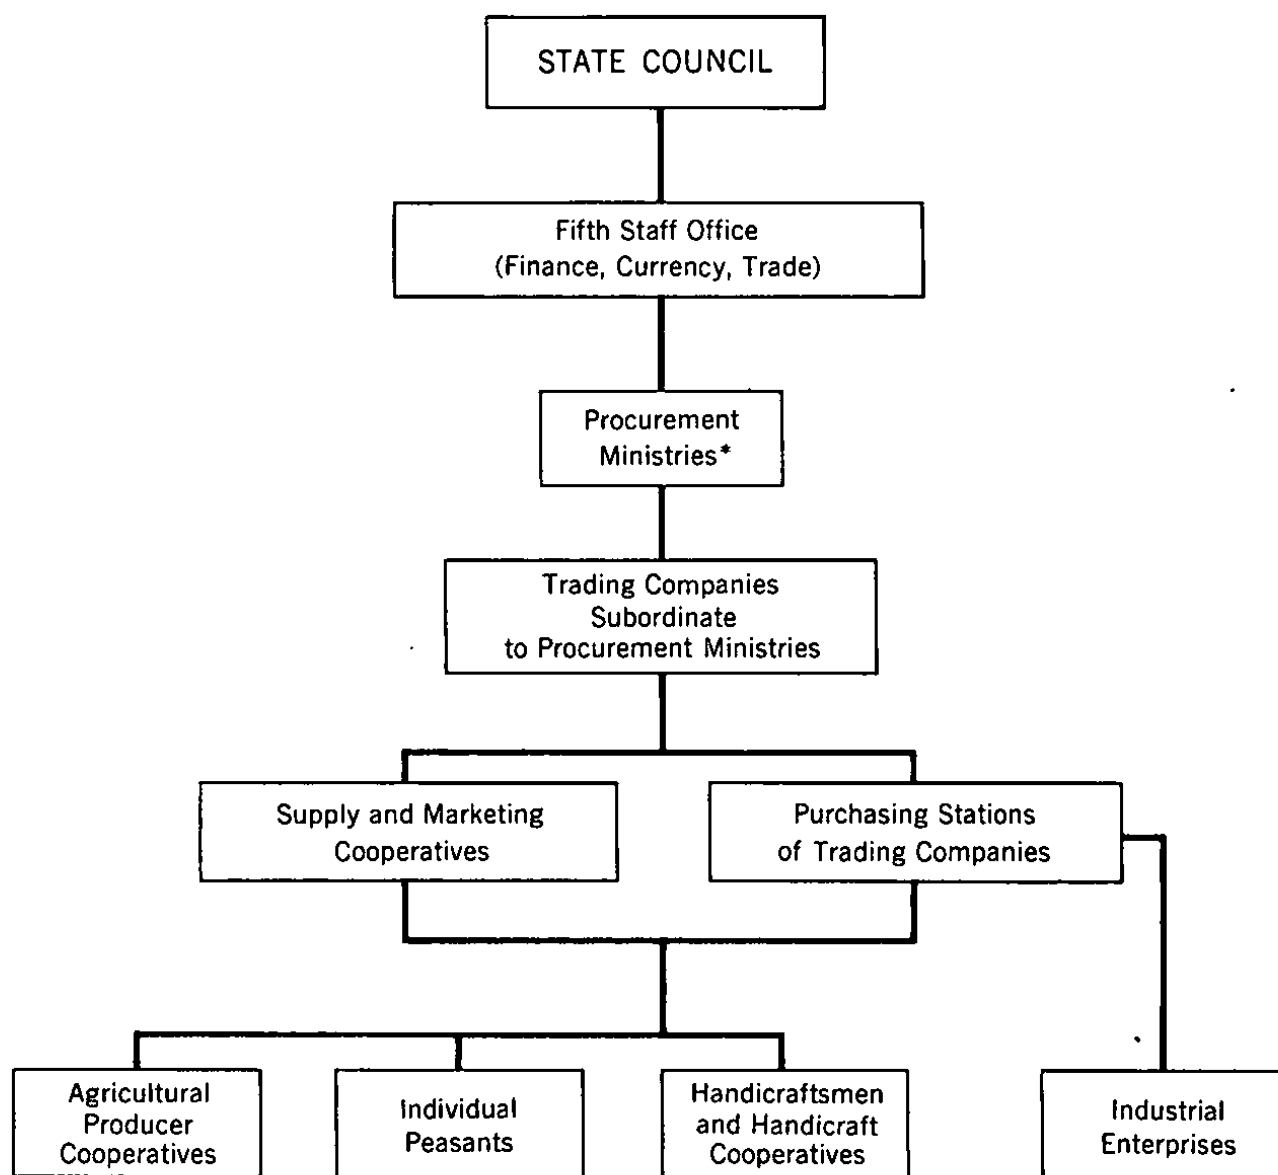 STATE COUNCIL
Fifth Staff Office
(Finance, Currency, Trade)
Procurement
Ministries*
Trading Companies
Subordinate
to Procurement Ministries
Supply and Marketing
Cooperatives
Purchasing Stations
of Trading Companies
Agricultural
Producer
Cooperatives
Individual
Peasants
Handicraftsmen
and Handicraft
Cooperatives
Industrial
Enterprises